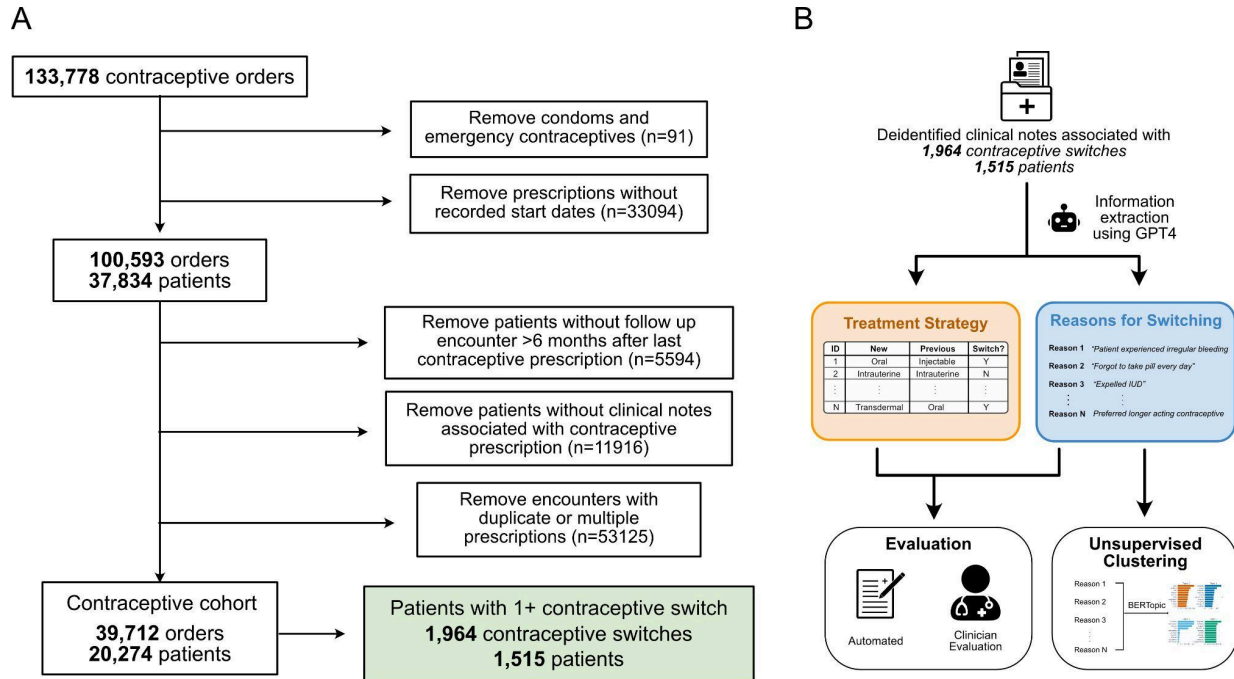 A
133,778 contraceptive orders
Remove condoms and
emergency contraceptives (n=91)
Remove prescriptions without
recorded start dates (n=33094)
100,593 orders
37,834 patients
Remove patients without follow up
encounter >6 months after last
contraceptive prescription (n=5594)
Remove patients without clinical notes
associated with contraceptive
prescription (n=11916)
Remove encounters with
duplicate or multiple
prescriptions (n=53125)
Contraceptive cohort
39,712 orders
20,274 patients
Patients with 1+ contraceptive switch
1,964 contraceptive switches
1,515 patients
B
Deidentified clinical notes associated with
1,964 contraceptive switches
1,515 patients
Information
extraction
using GPT4
Treatment Strategy
ID New Previous Switch?
1 Oral Injectable Y
2 Intrauterine Intrauterine N
N Transdermal Oral Y
Reasons for Switching
Reason 1 "Patient experienced irregular bleeding
Reason 2 "Forgot to take pill every day"
Reason 3 "Expelled IUD"
Reason N Preferred longer acting contraceptive
Evaluation
Automated
Clinician
Evaluation
Unsupervised
Clustering
Reason 1
Reason 2
Reason 3
Reason N
BERTopic